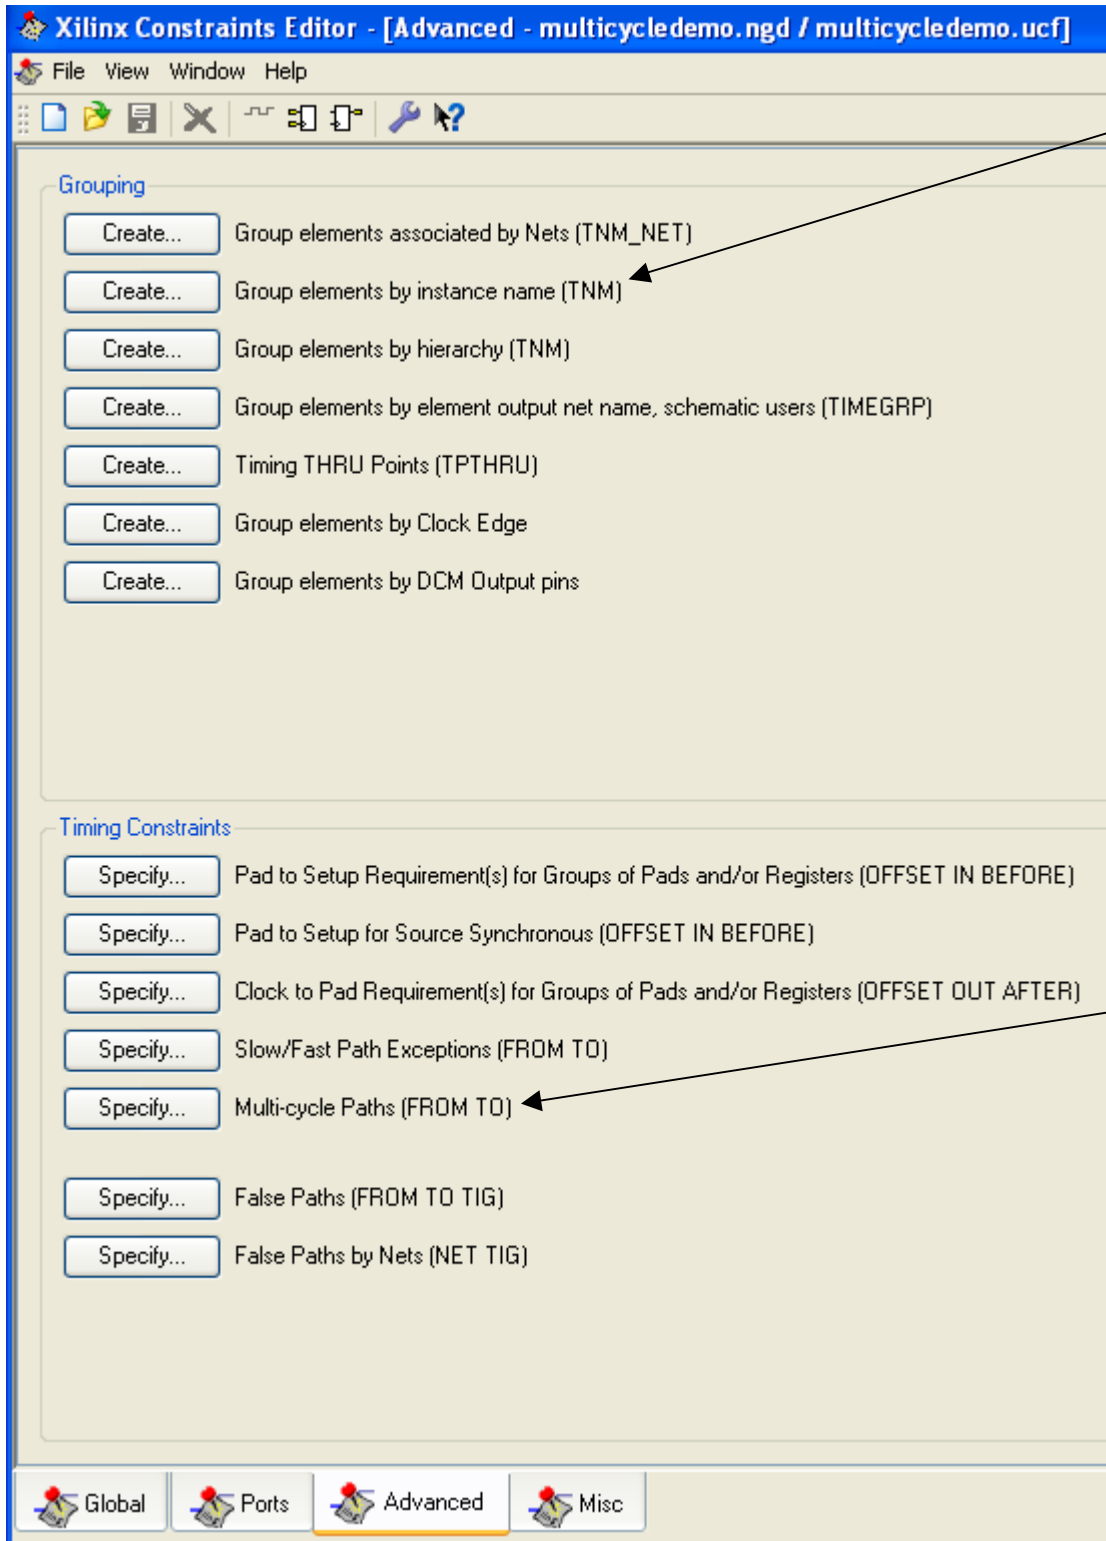 Xilinx Constraints Editor - [Advanced - multicycledemo.ngd / multicycledemo.ucf]
File View Window Help
Grouping
Create... Group elements associated by Nets (TNM_NET)
Create... Group elements by instance name (TNM)
Create... Group elements by hierarchy (TNM)
Create... Group elements by element output net name, schematic users (TIMEGRP)
Create... Timing THRU Points (TPTHRU)
Create... Group elements by Clock Edge
Create... Group elements by DCM Output pins
Timing Constraints
Specify... Pad to Setup Requirement(s) for Groups of Pads and/or Registers (OFFSET IN BEFORE)
Specify... Pad to Setup for Source Synchronous (OFFSET IN BEFORE)
Specify... Clock to Pad Requirement(s) for Groups of Pads and/or Registers (OFFSET OUT AFTER)
Specify... Slow/Fast Path Exceptions (FROM TO)
Specify... Multi-cycle Paths (FROM TO)
Specify... False Paths (FROM TO TIG)
Specify... False Paths by Nets (NET TIG)
Global Ports Advanced Misc